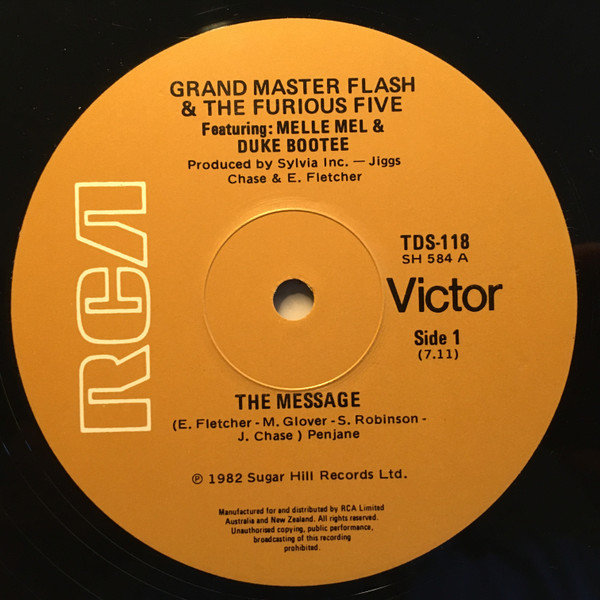 GRAND MASTER FLASH
& THE FURIOUS FIVE
Featuring: MELLE MEL &
DUKE BOOTEE
Produced by Sylvia Inc. — Jiggs
Chase & E. Fletcher
RCA
TDS-118
SH 584 A
Victor
Side 1
(7.11)
THE MESSAGE
(E. Fletcher - M. Glover - S. Robinson -
J. Chase ) Penjane
℗ 1982 Sugar Hill Records Ltd.
Manufactured for and distributed by RCA Limited
Australia and New Zealand. All rights reserved.
Unauthorised copying, public performance,
broadcasting of this recording
prohibited.